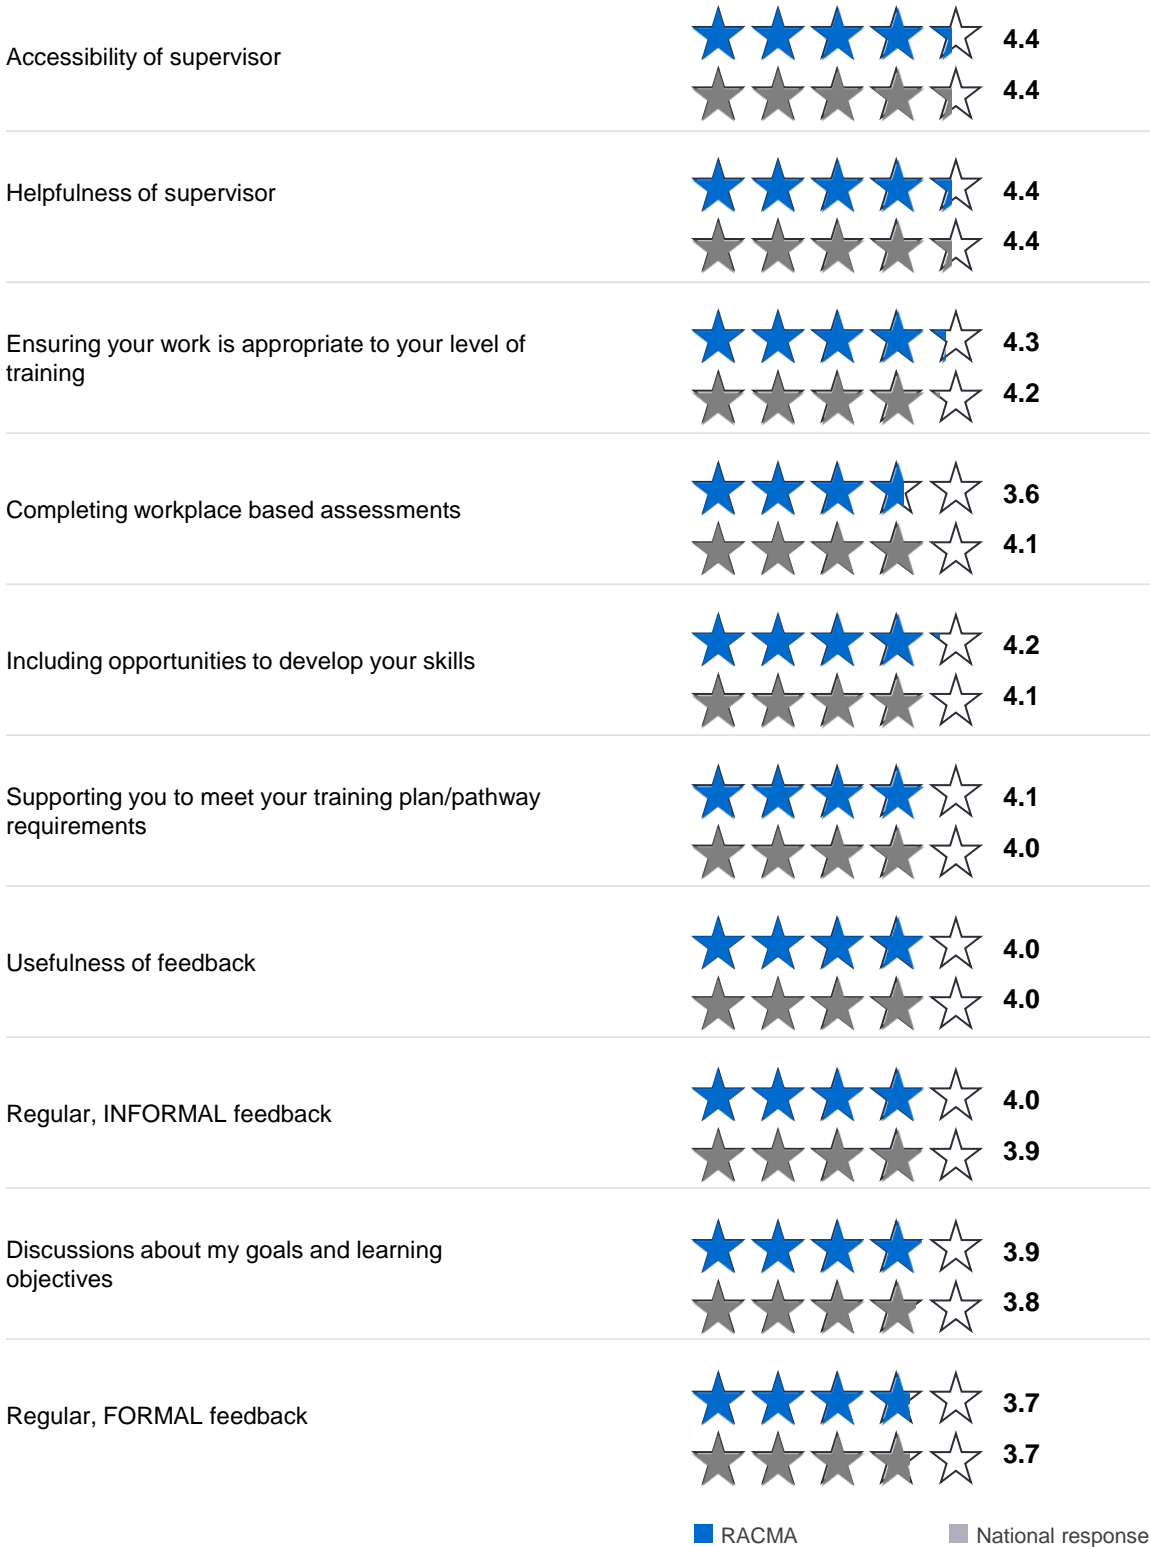 Accessibility of supervisor
4.4
4.4
Helpfulness of supervisor
4.4
4.4
Ensuring your work is appropriate to your level of
training
4.3
4.2
Completing workplace based assessments
3.6
4.1
Including opportunities to develop your skills
4.2
4.1
Supporting you to meet your training plan/pathway
requirements
4.1
4.0
Usefulness of feedback
4.0
4.0
Regular, INFORMAL feedback
4.0
3.9
Discussions about my goals and learning
objectives
3.9
3.8
Regular, FORMAL feedback
3.7
3.7
RACMA
National response